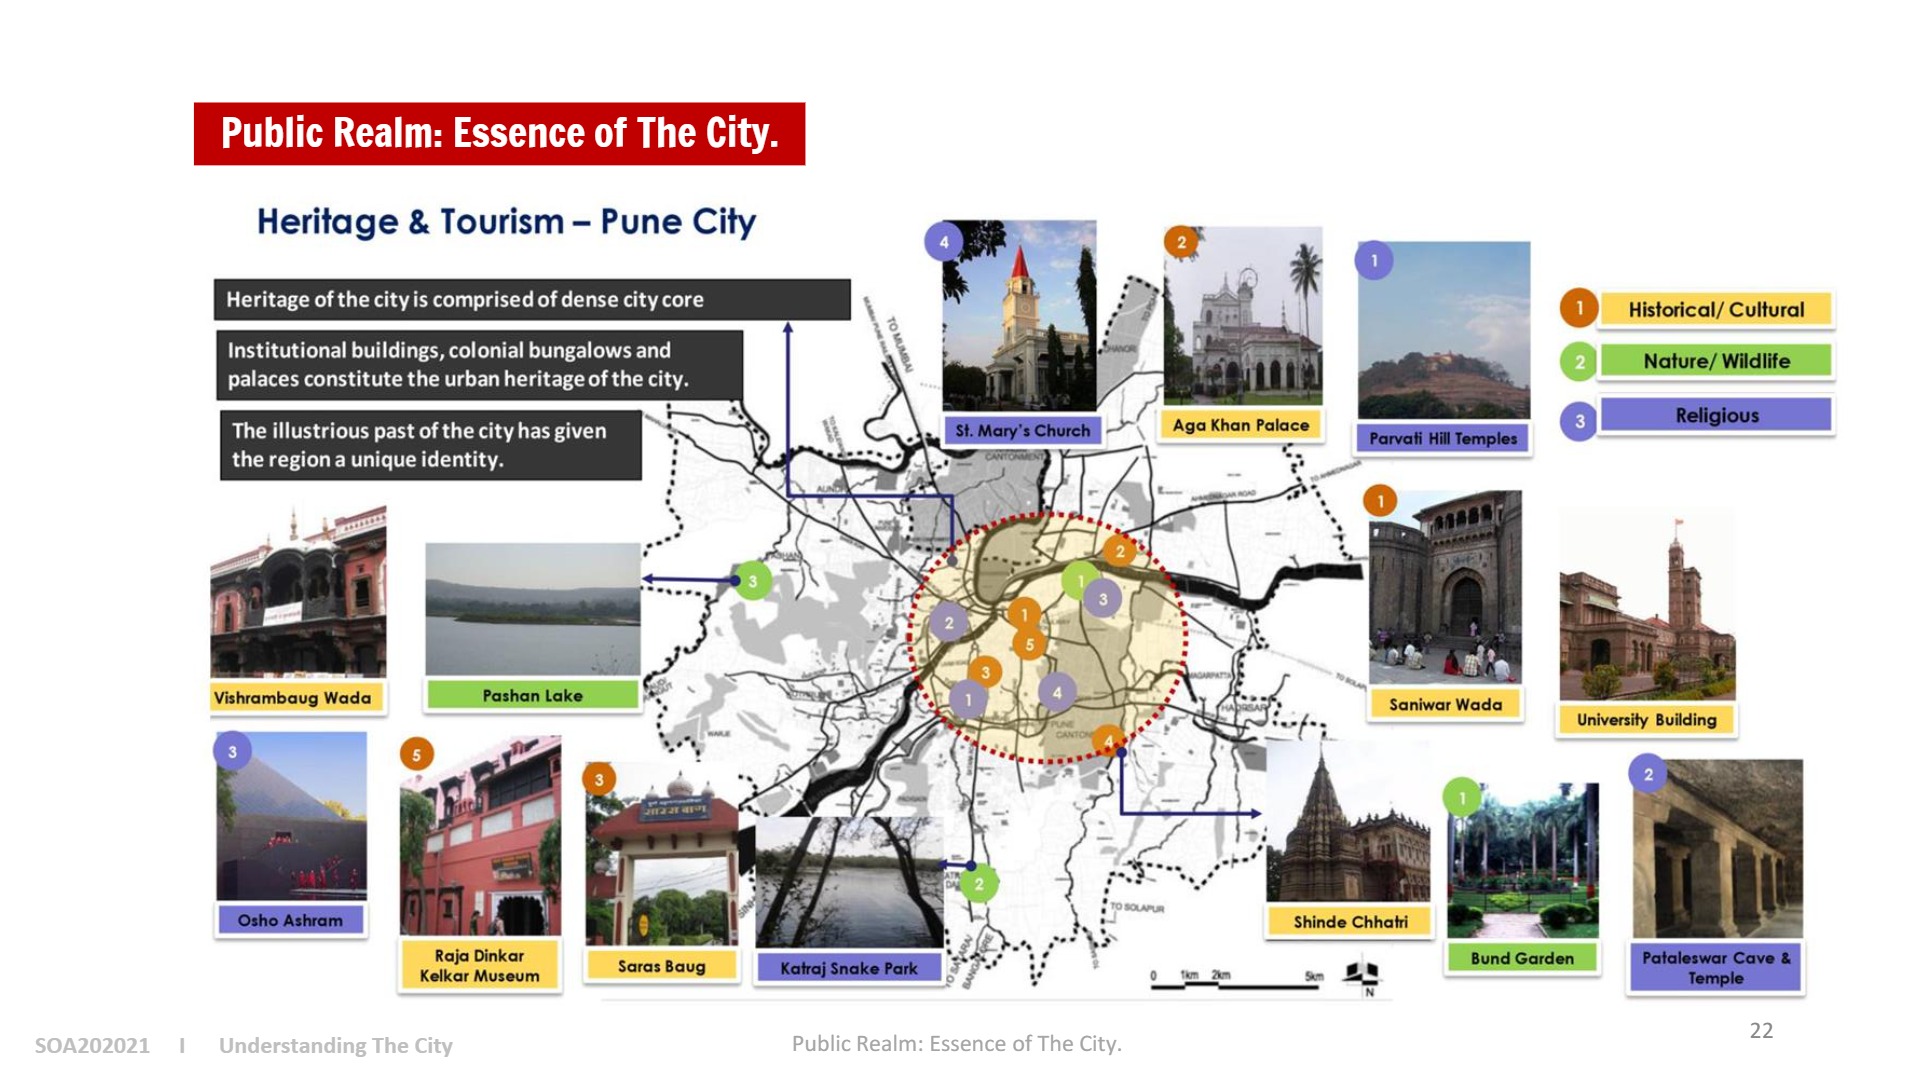 Public Realm: Essence of The City.
Heritage & Tourism – Pune City
Heritage of the city is comprised of dense city core
Institutional buildings, colonial bungalows and
palaces constitute the urban heritage of the city.
The illustrious past of the city has given
the region a unique identity.
4
St. Mary's Church
2
Aga Khan Palace
1
Parvati Hill Temples
1
Historical/ Cultural
2
Nature/ Wildlife
3
Religious
TO MUMBAI
CANTONMENT
AHMEDNAGAR ROAD
TO AHMEDNAGAR
Vishrambaug Wada
Pashan Lake
3
2
1
3
2
1
5
3
1
4
4
2
PUNE
WARJE
HADAPSAR
MAGARPATTA
1
Saniwar Wada
University Building
3
Osho Ashram
5
Raja Dinkar
Kelkar Museum
3
सारस बाग
Saras Baug
Katraj Snake Park
TO SOLAPUR
BANGALORE
0 1km 2km 5km
N
Shinde Chhatri
1
Bund Garden
2
Pataleswar Cave &
Temple
SOA202021 I Understanding The City
Public Realm: Essence of The City.
22